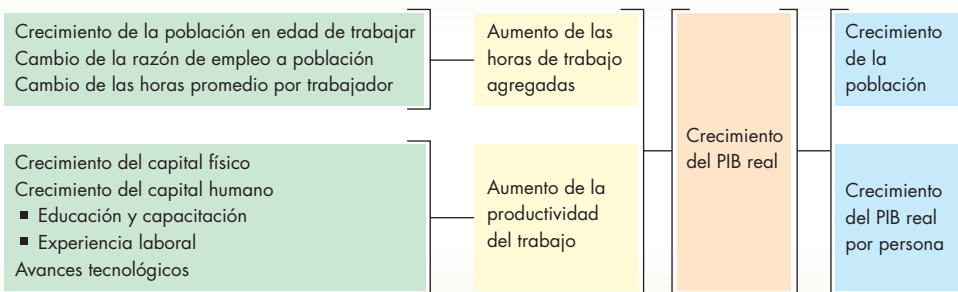 Crecimiento de la población en edad de trabajar
Cambio de la razón de empleo a población
Cambio de las horas promedio por trabajador
Aumento de las
horas de trabajo
agregadas
Crecimiento del capital físico
Crecimiento del capital humano
▪ Educación y capacitación
▪ Experiencia laboral
Avances tecnológicos
Aumento de la
productividad
del trabajo
Crecimiento
del PIB real
Crecimiento
de la
población
Crecimiento
del PIB real
por persona